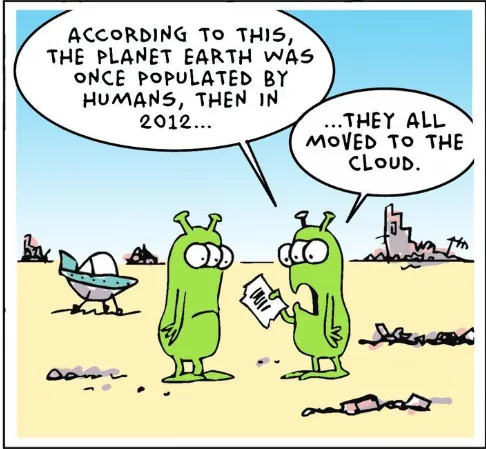 ACCORDING TO THIS,
THE PLANET EARTH WAS
ONCE POPULATED BY
HUMANS, THEN IN
2012...
...THEY ALL
MOVED TO THE
CLOUD.